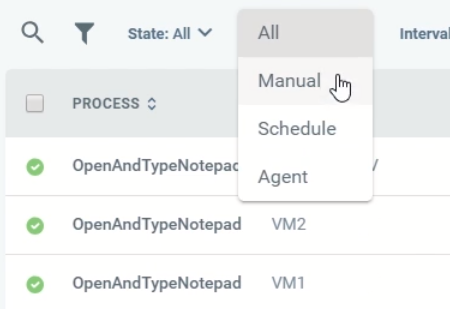 State: All
All
Interval
Manual
PROCESS
Schedule
OpenAndTypeNotepad
Agent
OpenAndTypeNotepad VM2
OpenAndTypeNotepad VM1